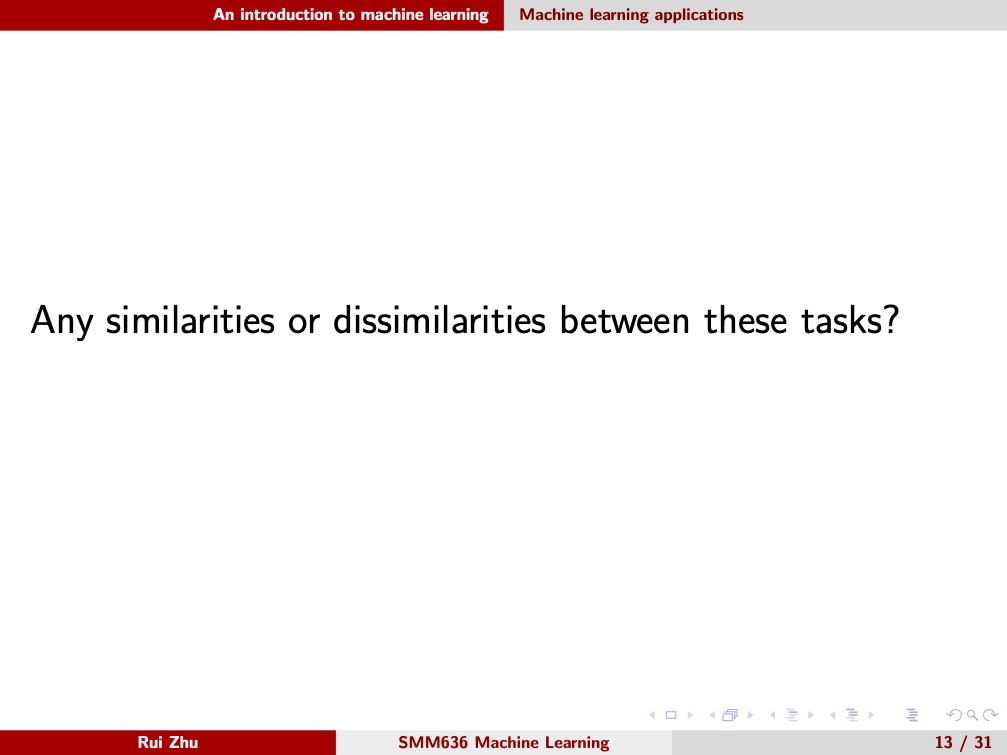 An introduction to machine learning Machine learning applications
Any similarities or dissimilarities between these tasks?
Rui Zhu SMM636 Machine Learning 13 / 31